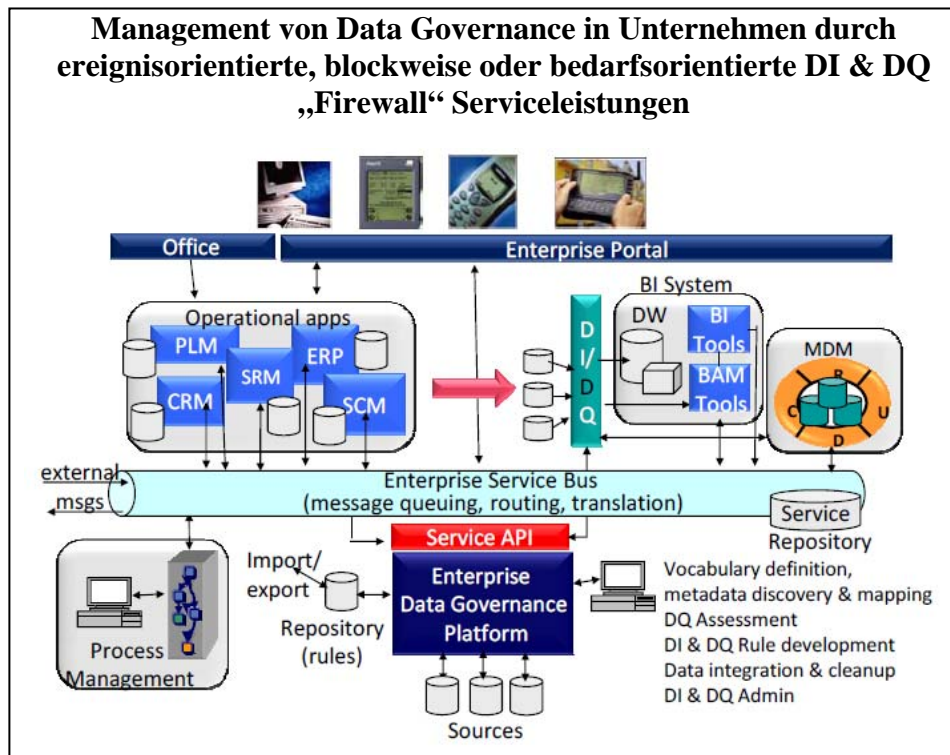 Management von Data Governance in Unternehmen durch
ereignisorientierte, blockweise oder bedarfsorientierte DI & DQ
„Firewall“ Serviceleistungen
Office
Enterprise Portal
Operational apps
PLM
ERP
SRM
CRM
SCM
D
I/
D
Q
BI System
DW
BI
Tools
BAM
Tools
MDM
R
C
U
D
external
msgs
Enterprise Service Bus
(message queuing, routing, translation)
Service
Repository
Service API
Enterprise
Data Governance
Platform
Import/
export
Repository
(rules)
Process
Management
Sources
Vocabulary definition,
metadata discovery & mapping
DQ Assessment
DI & DQ Rule development
Data integration & cleanup
DI & DQ Admin